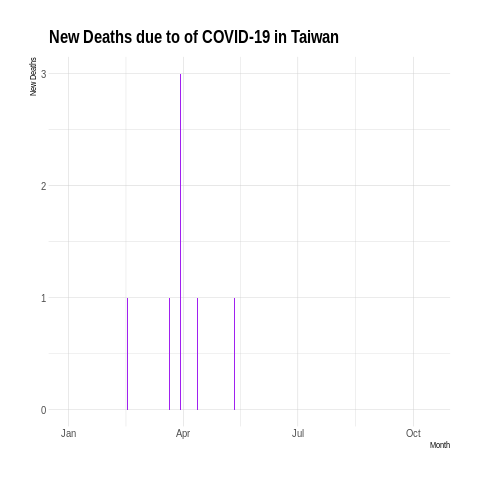 New Deaths due to of COVID-19 in Taiwan
New Deaths
3
2
1
0
Jan Apr Jul Oct
Month